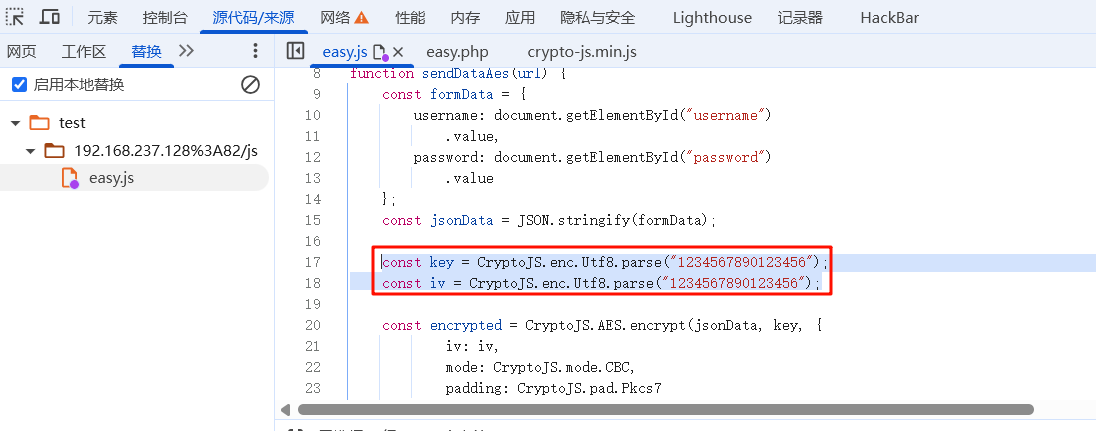 元素 控制台 源代码/来源 网络 性能 内存 应用 隐私与安全 Lighthouse 记录器 HackBar
网页 工作区 替换
easy.js easy.php crypto-js.min.js
启用本地替换
test
192.168.237.128%3A82/js
easy.js
8 function sendDataAes(url) {
9 const formData = {
10 username: document.getElementById("username")
11 .value,
12 password: document.getElementById("password")
13 .value
14 };
15 const jsonData = JSON.stringify(formData);
16
17 const key = CryptoJS.enc.Utf8.parse("1234567890123456");
18 const iv = CryptoJS.enc.Utf8.parse("1234567890123456");
19
20 const encrypted = CryptoJS.AES.encrypt(jsonData, key, {
21 iv: iv,
22 mode: CryptoJS.mode.CBC,
23 padding: CryptoJS.pad.Pkcs7